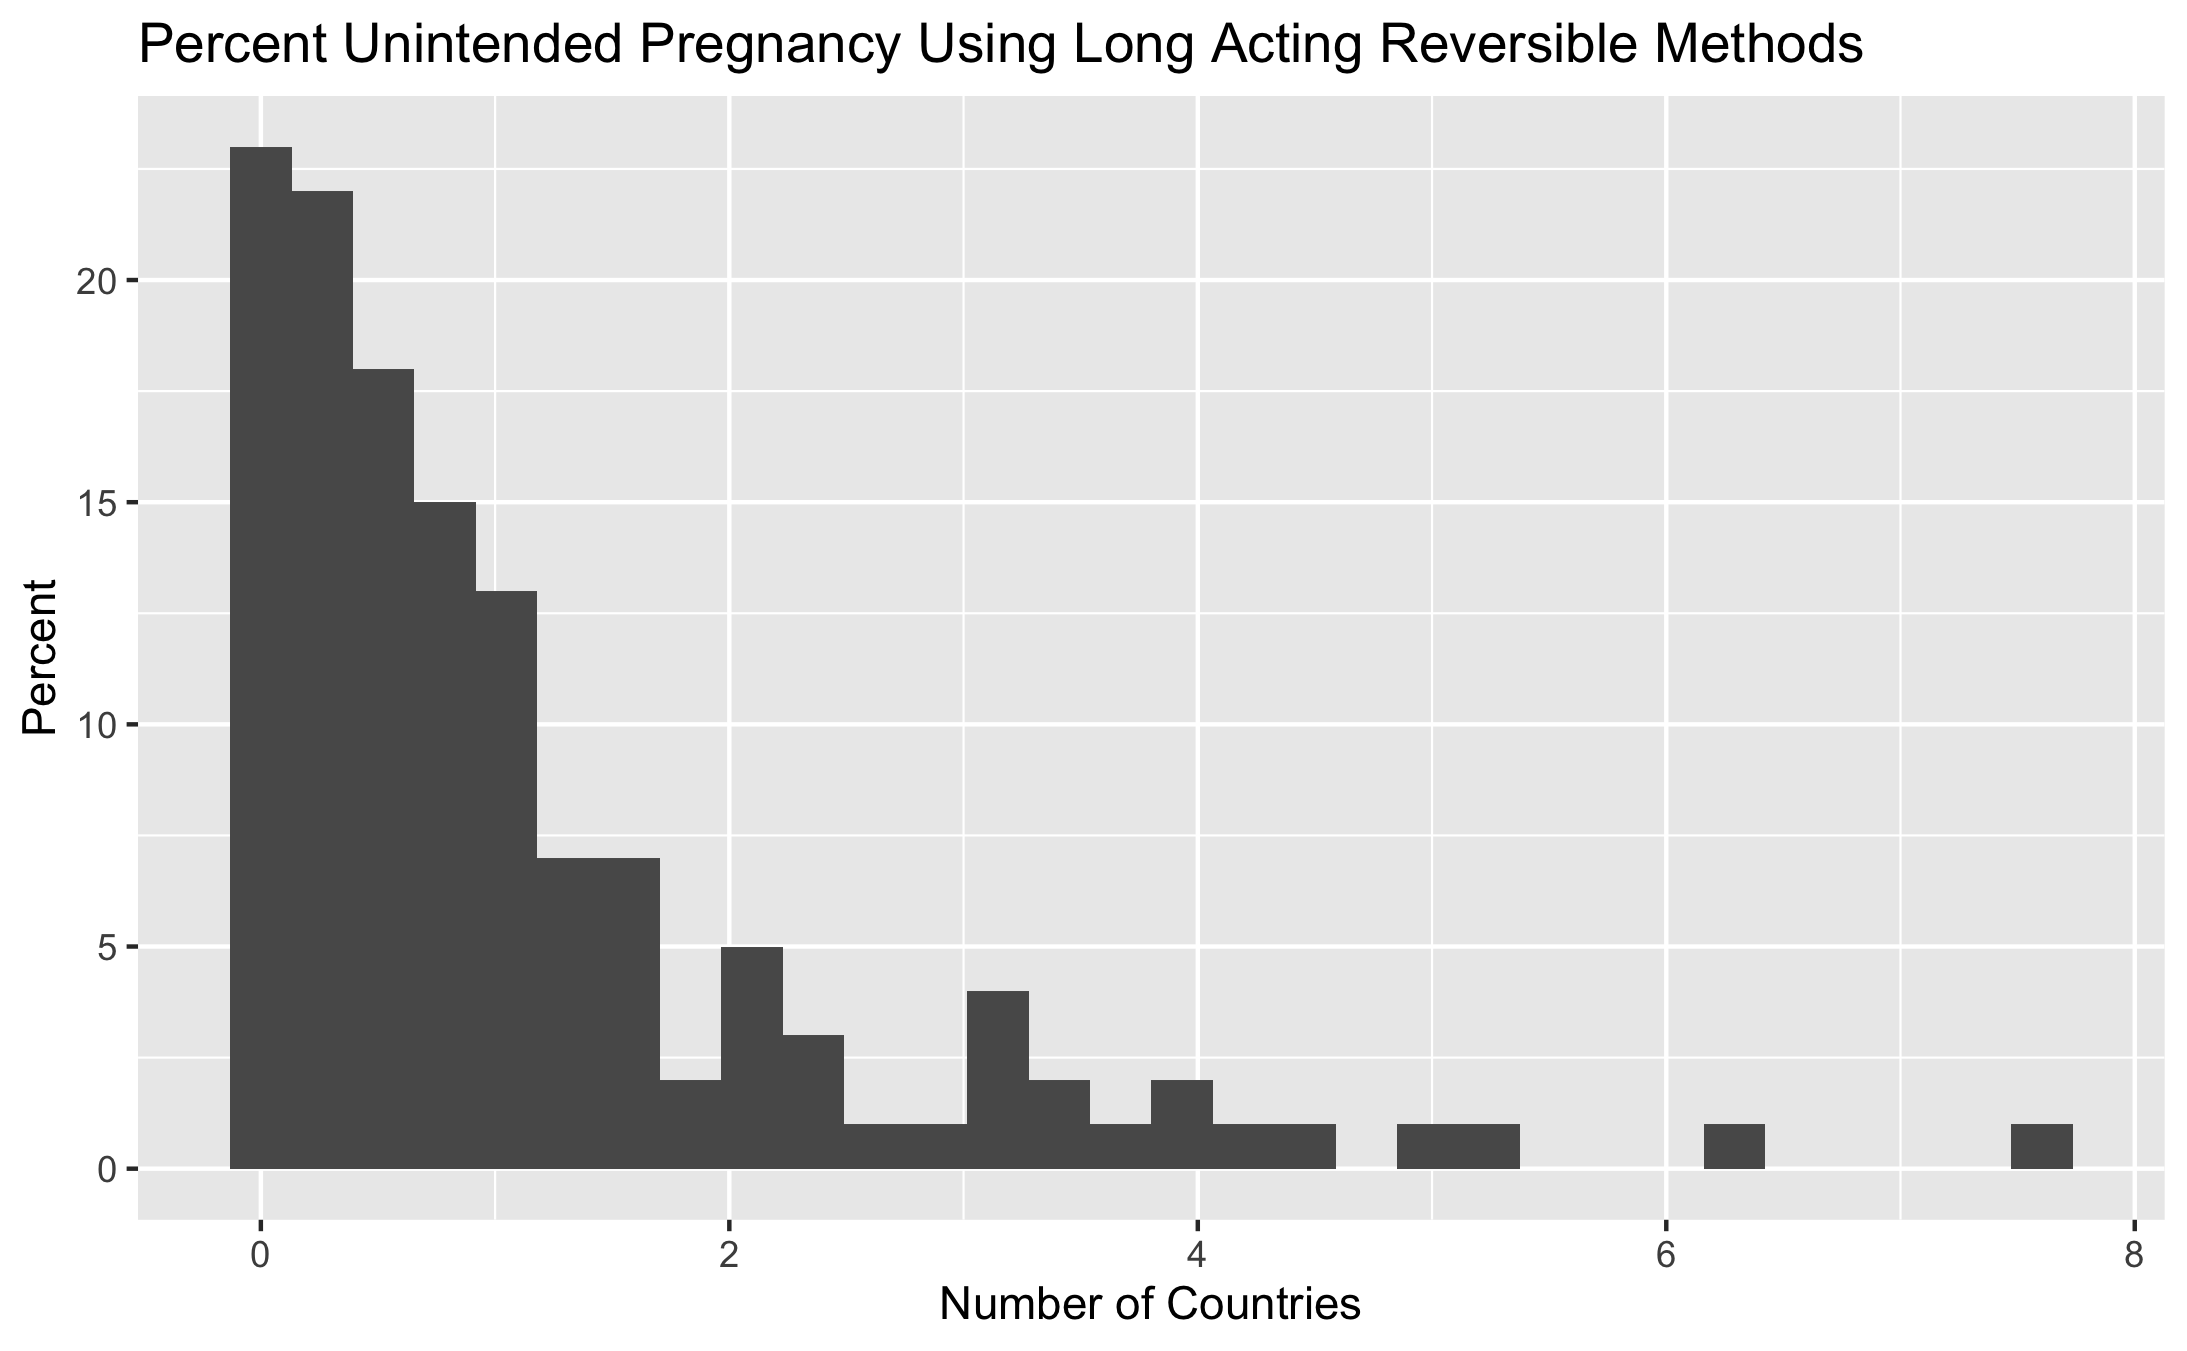 Percent Unintended Pregnancy Using Long Acting Reversible Methods
20
15
10
5
0
Percent
0 2 4 6 8
Number of Countries